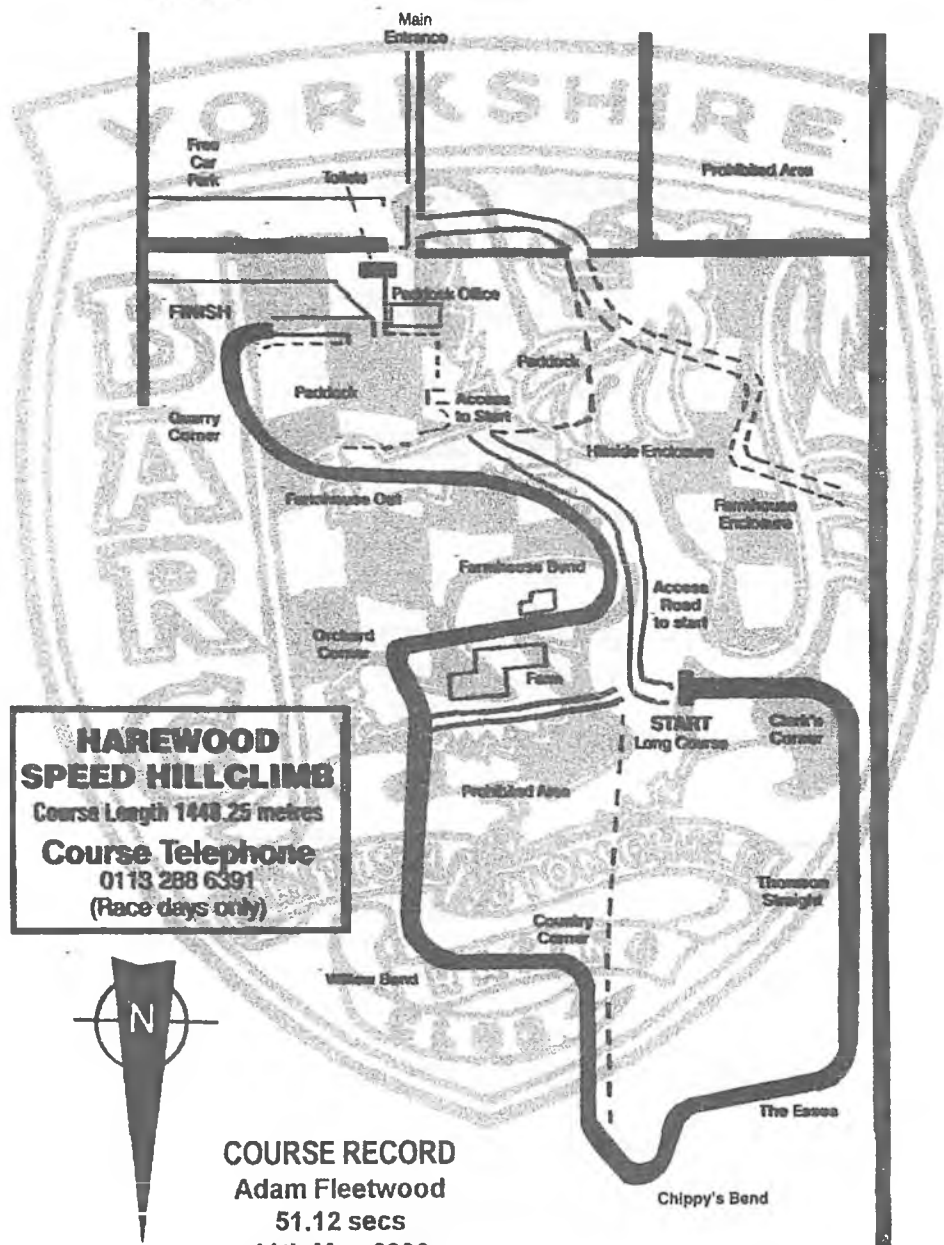 Main
Entrance
YORKSHIRE
Free
Car
Park
Toilets
Prohibited Area
Paddock Office
FINISH
Paddock
Paddock
Access
to Start
Quarry
Corner
Hillside Enclosure
Farmhouse Out
Farmhouse
Enclosure
Farmhouse Bend
Access
Road
to start
Orchard
Corner
Farm
BARC
START
Long Course
Clark's
Corner
HAREWOOD
SPEED HILLCLIMB
Course Length 1448.25 metres
Course Telephone
0113 288 6391
(Race days only)
Prohibited Area
Thomson
Straight
Country
Corner
Willow Bend
N
The Esses
COURSE RECORD
Adam Fleetwood
51.12 secs
Chippy's Bend